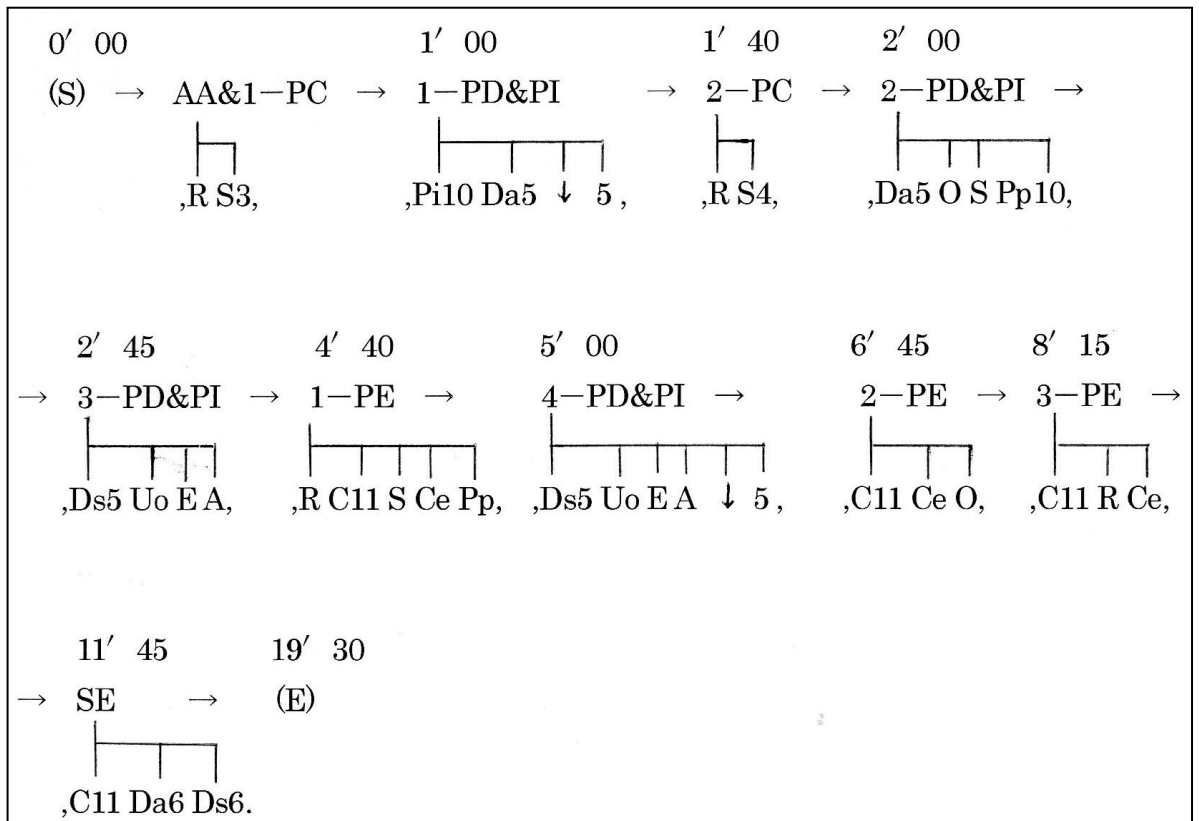 0′ 00 1′ 00 1′ 40 2′ 00
(S) → AA&1−PC → 1−PD&PI → 2−PC → 2−PD&PI →
,R S3, ,Pi10 Da5 ↓ 5, ,R S4, ,Da5 O S Pp10,
2′ 45 4′ 40 5′ 00 6′ 45 8′ 15
→ 3−PD&PI → 1−PE → 4−PD&PI → 2−PE → 3−PE →
,Ds5 Uo E A, ,R C11 S Ce Pp, ,Ds5 Uo E A ↓ 5, ,C11 Ce O, ,C11 R Ce,
11′ 45 19′ 30
→ SE → (E)
,C11 Da6 Ds6.